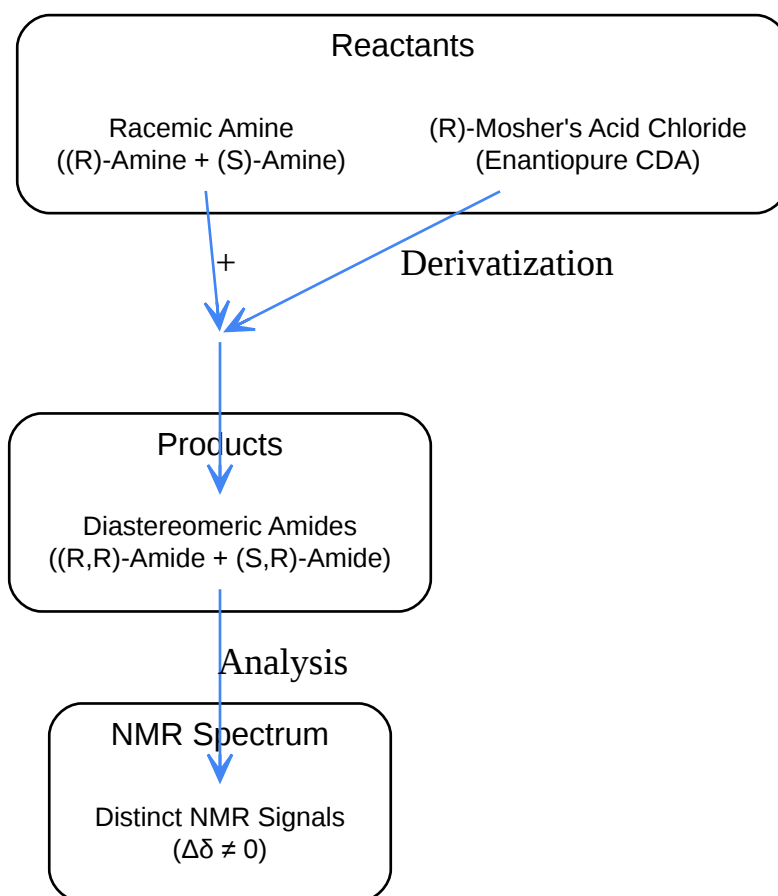 Reactants
Racemic Amine
((R)-Amine + (S)-Amine)
(R)-Mosher's Acid Chloride
(Enantiopure CDA)
+
Derivatization
Products
Diastereomeric Amides
((R,R)-Amide + (S,R)-Amide)
Analysis
NMR Spectrum
Distinct NMR Signals
(Δδ ≠ 0)